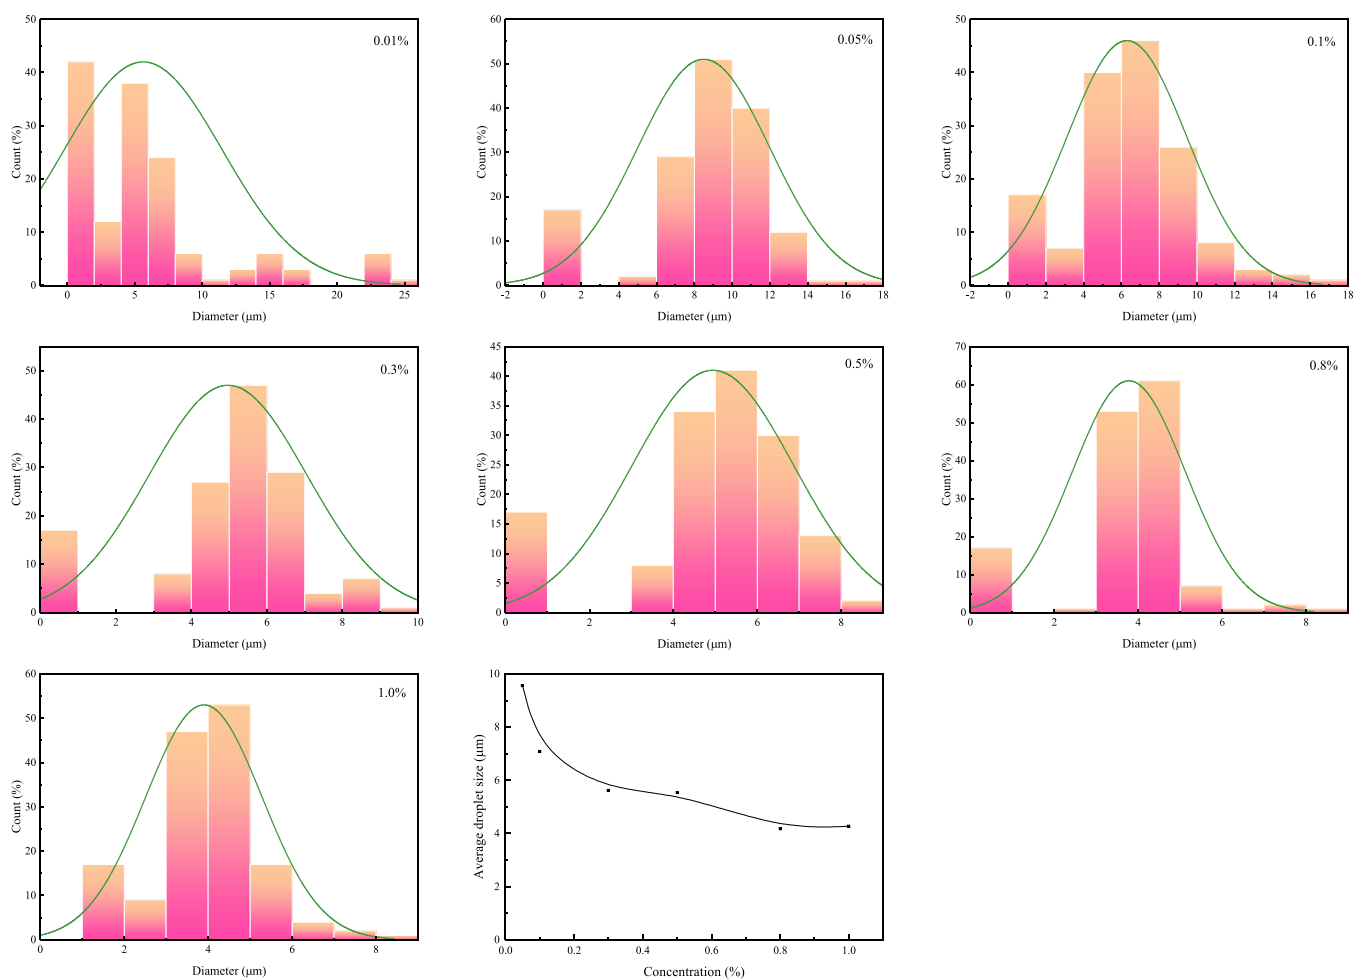 0.01%
Count (%)
50
40
30
20
10
0
0 5 10 15 20 25
Diameter (μm)
0.05%
Count (%)
60
50
40
30
20
10
0
-2 0 2 4 6 8 10 12 14 16 18
Diameter (μm)
0.1%
Count (%)
50
40
30
20
10
0
-2 0 2 4 6 8 10 12 14 16 18
Diameter (μm)
0.3%
Count (%)
50
40
30
20
10
0
0 2 4 6 8 10
Diameter (μm)
0.5%
Count (%)
45
40
35
30
25
20
15
10
5
0
0 2 4 6 8
Diameter (μm)
0.8%
Count (%)
70
60
50
40
30
20
10
0
0 2 4 6 8
Diameter (μm)
1.0%
Count (%)
60
50
40
30
20
10
0
0 2 4 6 8
Diameter (μm)
Average droplet size (μm)
10
8
6
4
2
0
0.0 0.2 0.4 0.6 0.8 1.0
Concentration (%)